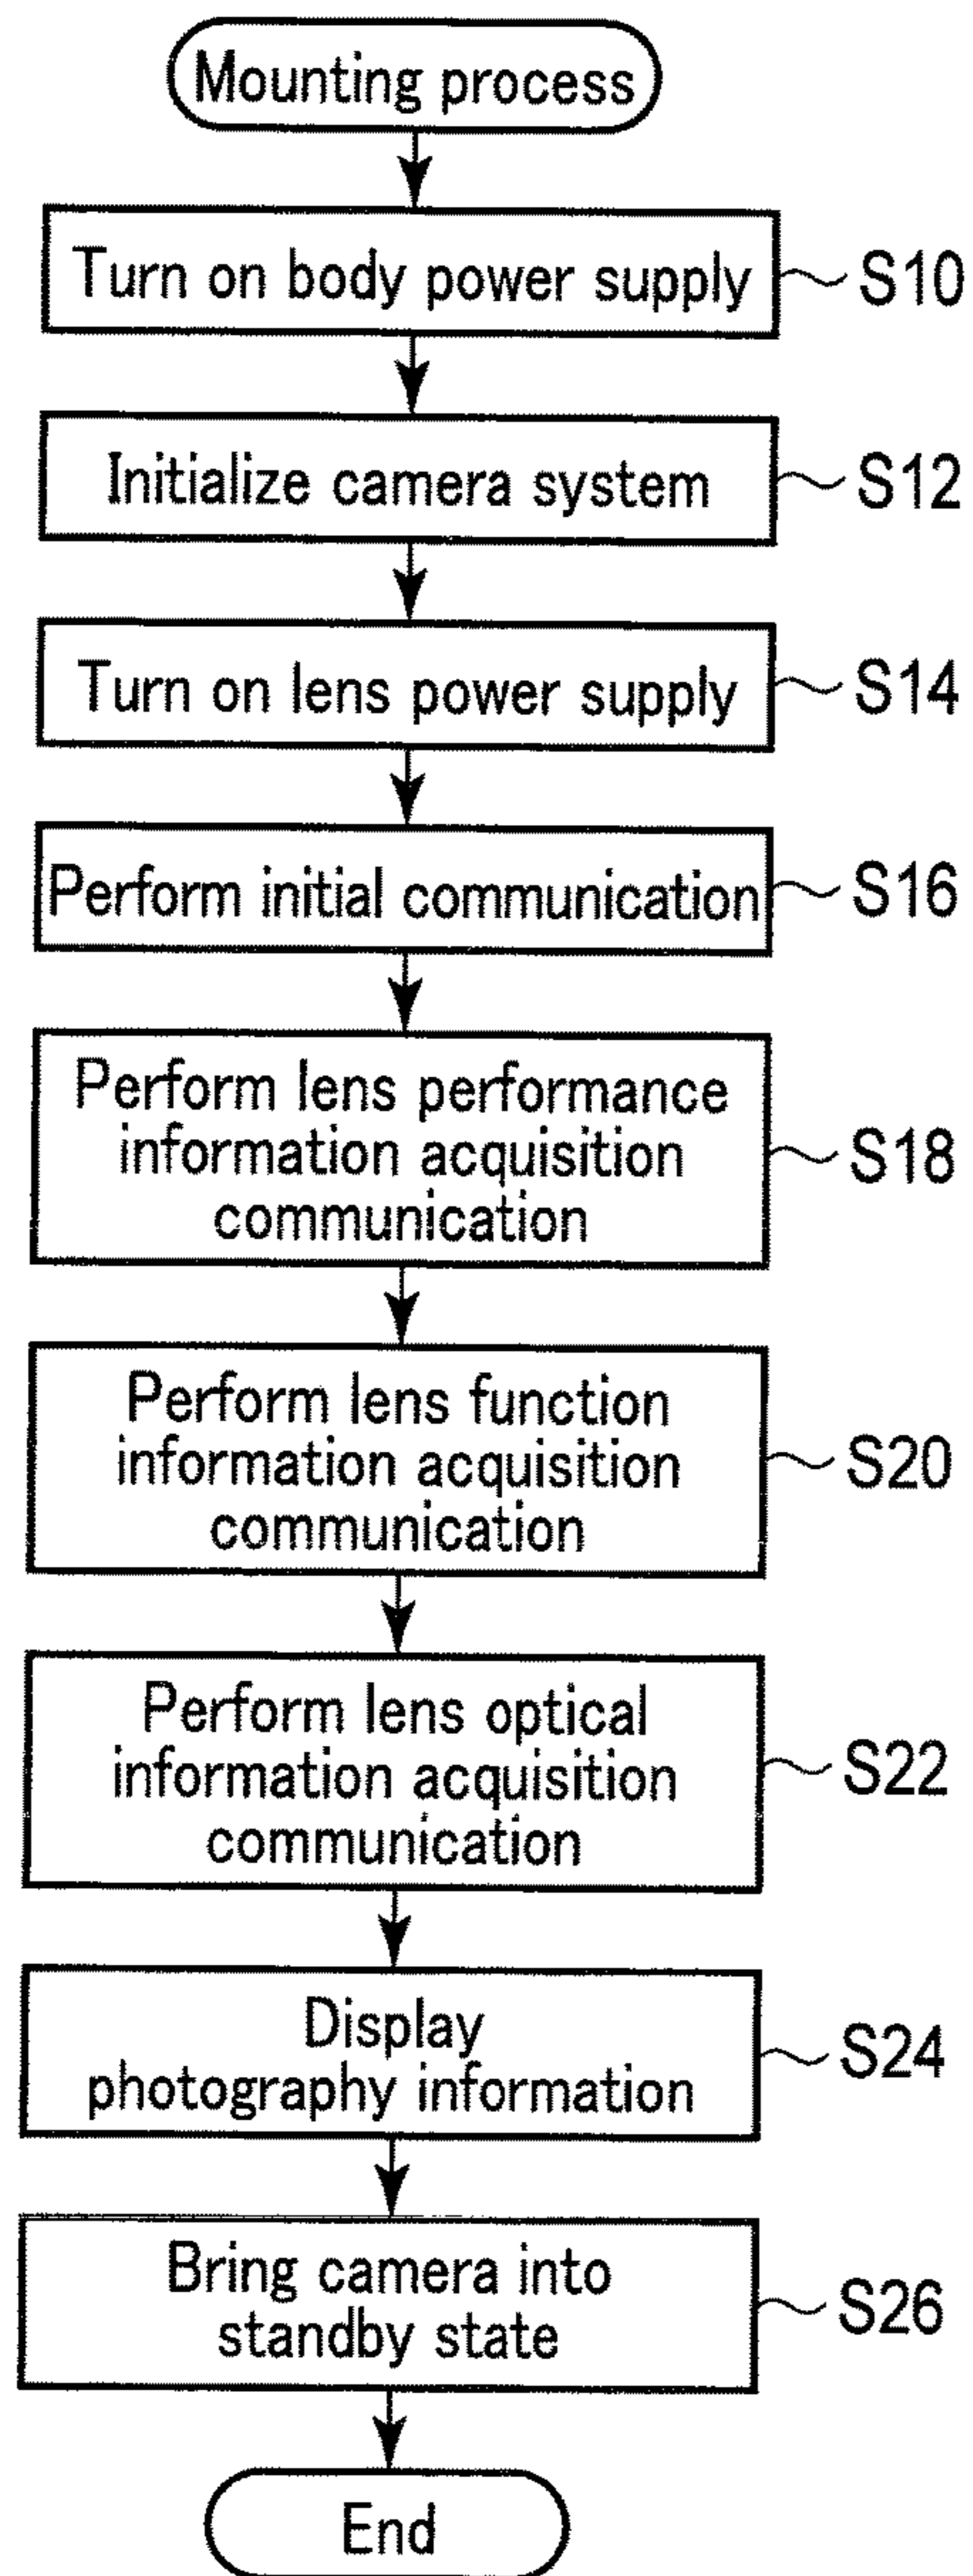 Mounting process
Turn on body power supply
S10
Initialize camera system
S12
Turn on lens power supply
S14
Perform initial communication
S16
Perform lens performance
information acquisition
communication
S18
Perform lens function
information acquisition
communication
S20
Perform lens optical
information acquisition
communication
S22
Display
photography information
S24
Bring camera into
standby state
S26
End